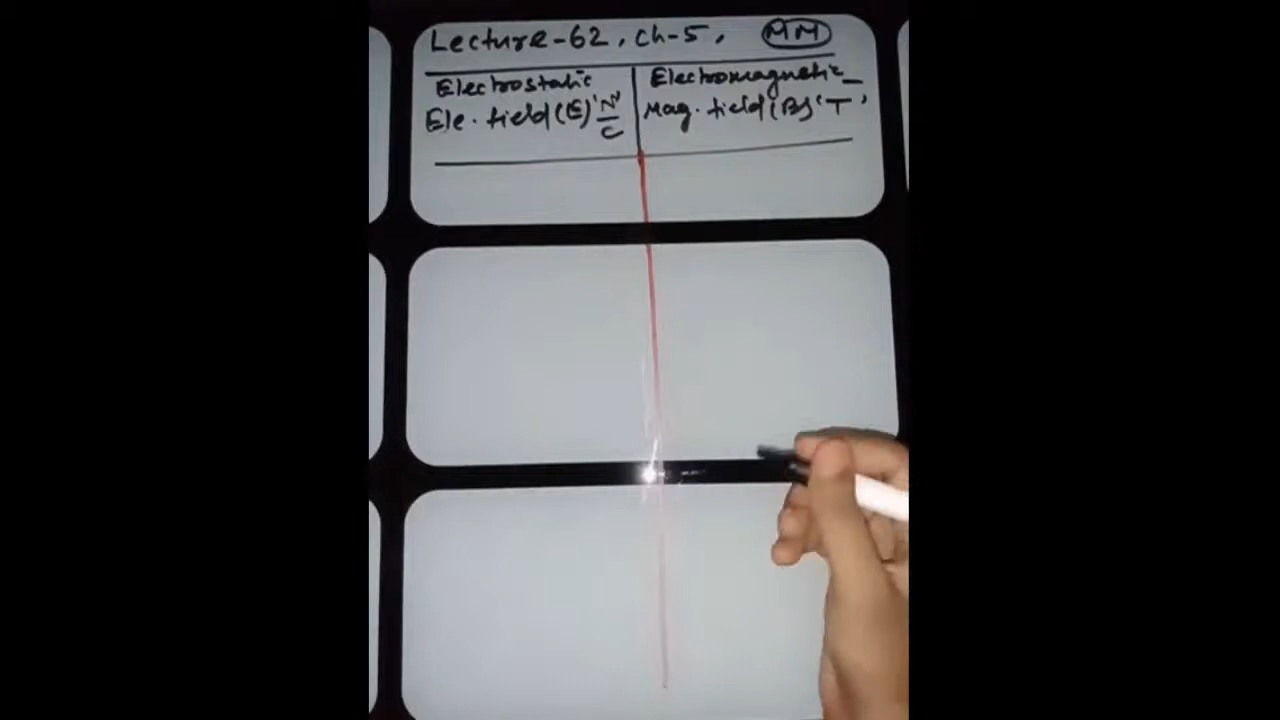 Lecture-62, ch-5, MM
Electrostatic
Ele. field (E) 'N/C'
Electromagnetic
Mag. field (B) 'T'